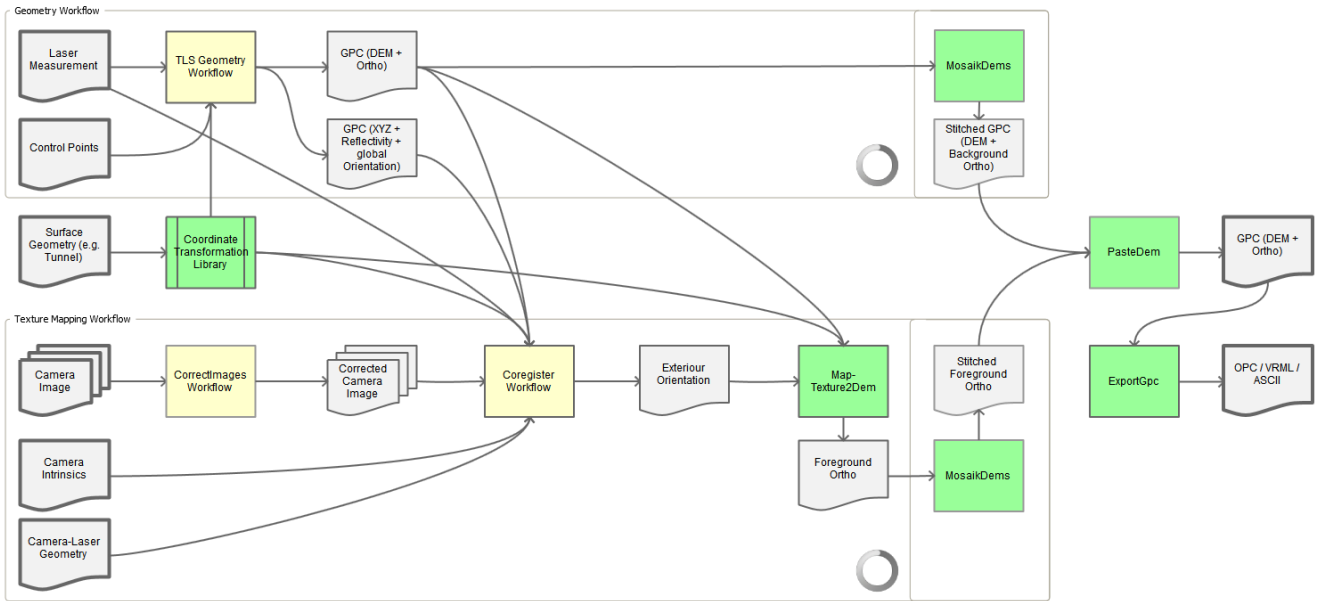 Geometry Workflow
Laser
Measurement
TLS Geometry
Workflow
GPC (DEM +
Ortho)
MosaikDems
Control Points
GPC (XYZ +
Reflectivity +
global
Orientation)
Stitched GPC
(DEM +
Background
Ortho)
Surface
Geometry (e.g.
Tunnel)
Coordinate
Transformation
Library
PasteDem
GPC (DEM +
Ortho)
Texture Mapping Workflow
Camera
Image
CorrectImages
Workflow
Corrected
Camera
Image
Coregister
Workflow
Exteriour
Orientation
Map-
Texture2Dem
Stitched
Foreground
Ortho
ExportGpc
OPC / VRML /
ASCII
Camera
Intrinsics
Foreground
Ortho
MosaikDems
Camera-Laser
Geometry